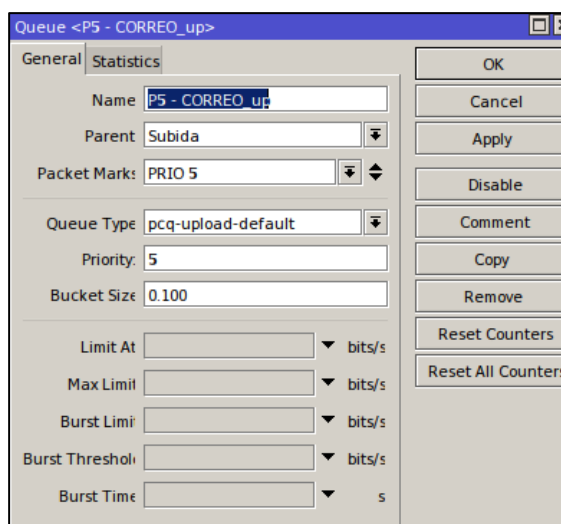 Queue <P5 - CORREO_up>
General Statistics
Name P5 - CORREO_up
Parent Subida
Packet Marks PRIO 5
Queue Type pcq-upload-default
Priority: 5
Bucket Size 0.100
Limit At bits/s
Max Limit bits/s
Burst Limit bits/s
Burst Threshold bits/s
Burst Time s
OK
Cancel
Apply
Disable
Comment
Copy
Remove
Reset Counters
Reset All Counters